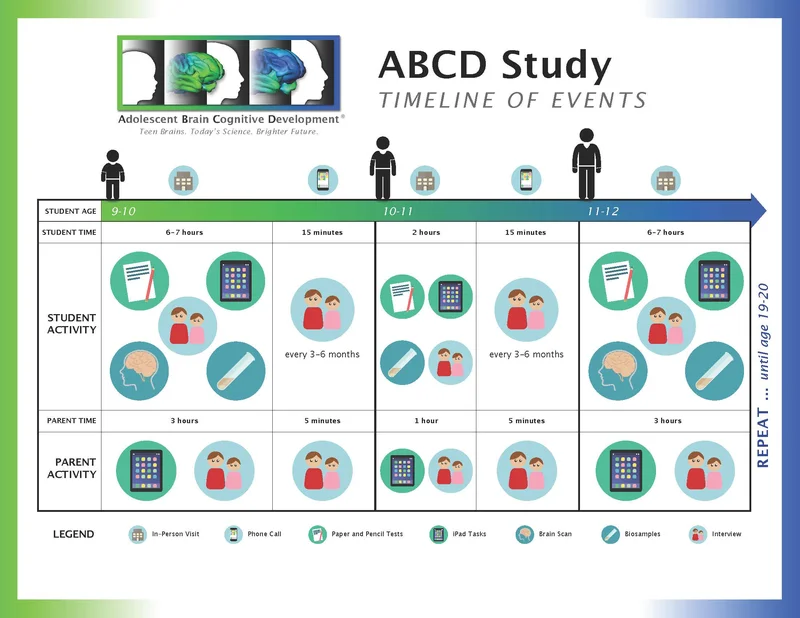 ABCD Study
TIMELINE OF EVENTS
Adolescent Brain Cognitive Development®
Teen Brains. Today's Science. Brighter Future.
STUDENT AGE 9-10 10-11 11-12
STUDENT TIME 6–7 hours 15 minutes 2 hours 15 minutes 6–7 hours
STUDENT
ACTIVITY
every 3–6 months every 3–6 months
PARENT TIME 3 hours 5 minutes 1 hour 5 minutes 3 hours
PARENT
ACTIVITY
REPEAT ... until age 19-20
LEGEND In-Person Visit Phone Call Paper and Pencil Tests iPad Tasks Brain Scan Biosamples Interview